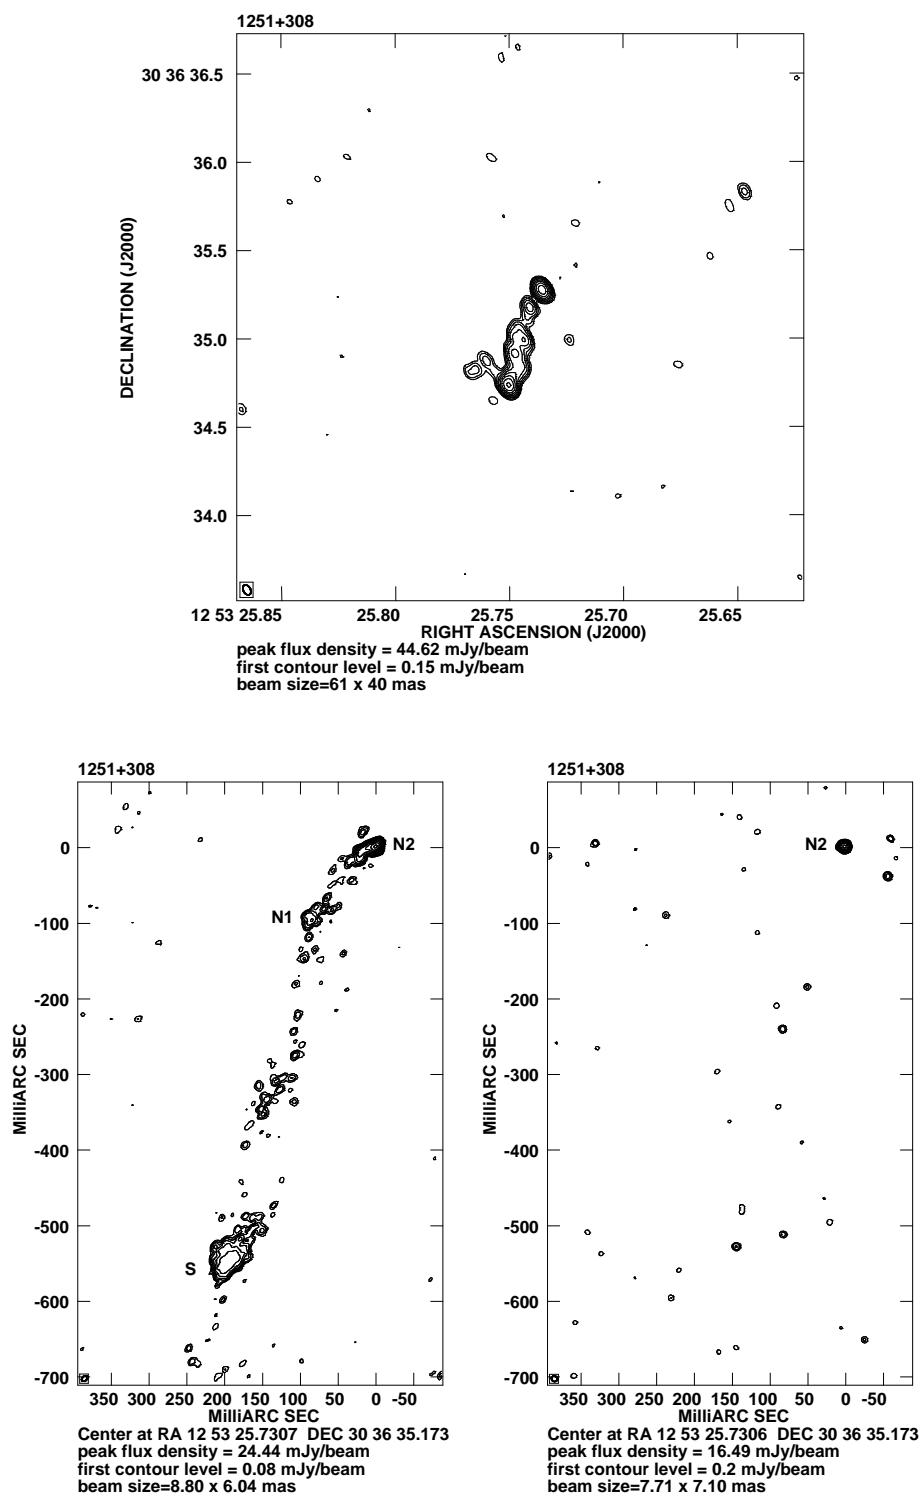 1251+308
30 36 36.5
36.0
35.5
35.0
34.5
34.0
DECLINATION (J2000)
12 53 25.85
25.80
25.75
25.70
25.65
RIGHT ASCENSION (J2000)
peak flux density = 44.62 mJy/beam
first contour level = 0.15 mJy/beam
beam size=61 x 40 mas
1251+308
0
-100
-200
-300
-400
-500
-600
-700
MilliARC SEC
N2
N1
S
350
300
250
200
150
100
50
0
-50
MilliARC SEC
Center at RA 12 53 25.7307 DEC 30 36 35.173
peak flux density = 24.44 mJy/beam
first contour level = 0.08 mJy/beam
beam size=8.80 x 6.04 mas
1251+308
0
-100
-200
-300
-400
-500
-600
-700
MilliARC SEC
N2
350
300
250
200
150
100
50
0
-50
MilliARC SEC
Center at RA 12 53 25.7306 DEC 30 36 35.173
peak flux density = 16.49 mJy/beam
first contour level = 0.2 mJy/beam
beam size=7.71 x 7.10 mas